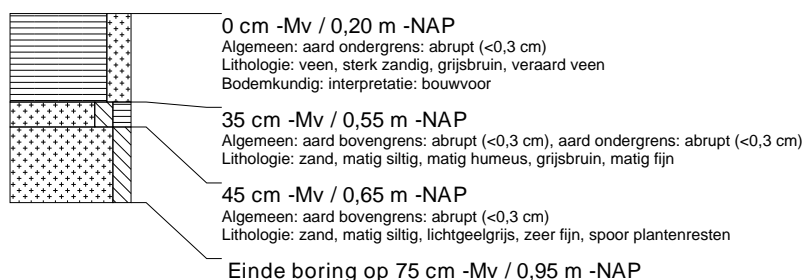 0 cm -Mv / 0,20 m -NAP
Algemeen: aard ondergrens: abrupt (<0,3 cm)
Lithologie: veen, sterk zandig, grijsbruin, veraard veen
Bodemkundig: interpretatie: bouwvoor
35 cm -Mv / 0,55 m -NAP
Algemeen: aard bovengrens: abrupt (<0,3 cm), aard ondergrens: abrupt (<0,3 cm)
Lithologie: zand, matig siltig, matig humeus, grijsbruin, matig fijn
45 cm -Mv / 0,65 m -NAP
Algemeen: aard bovengrens: abrupt (<0,3 cm)
Lithologie: zand, matig siltig, lichtgeelgrijs, zeer fijn, spoor plantenresten
Einde boring op 75 cm -Mv / 0,95 m -NAP